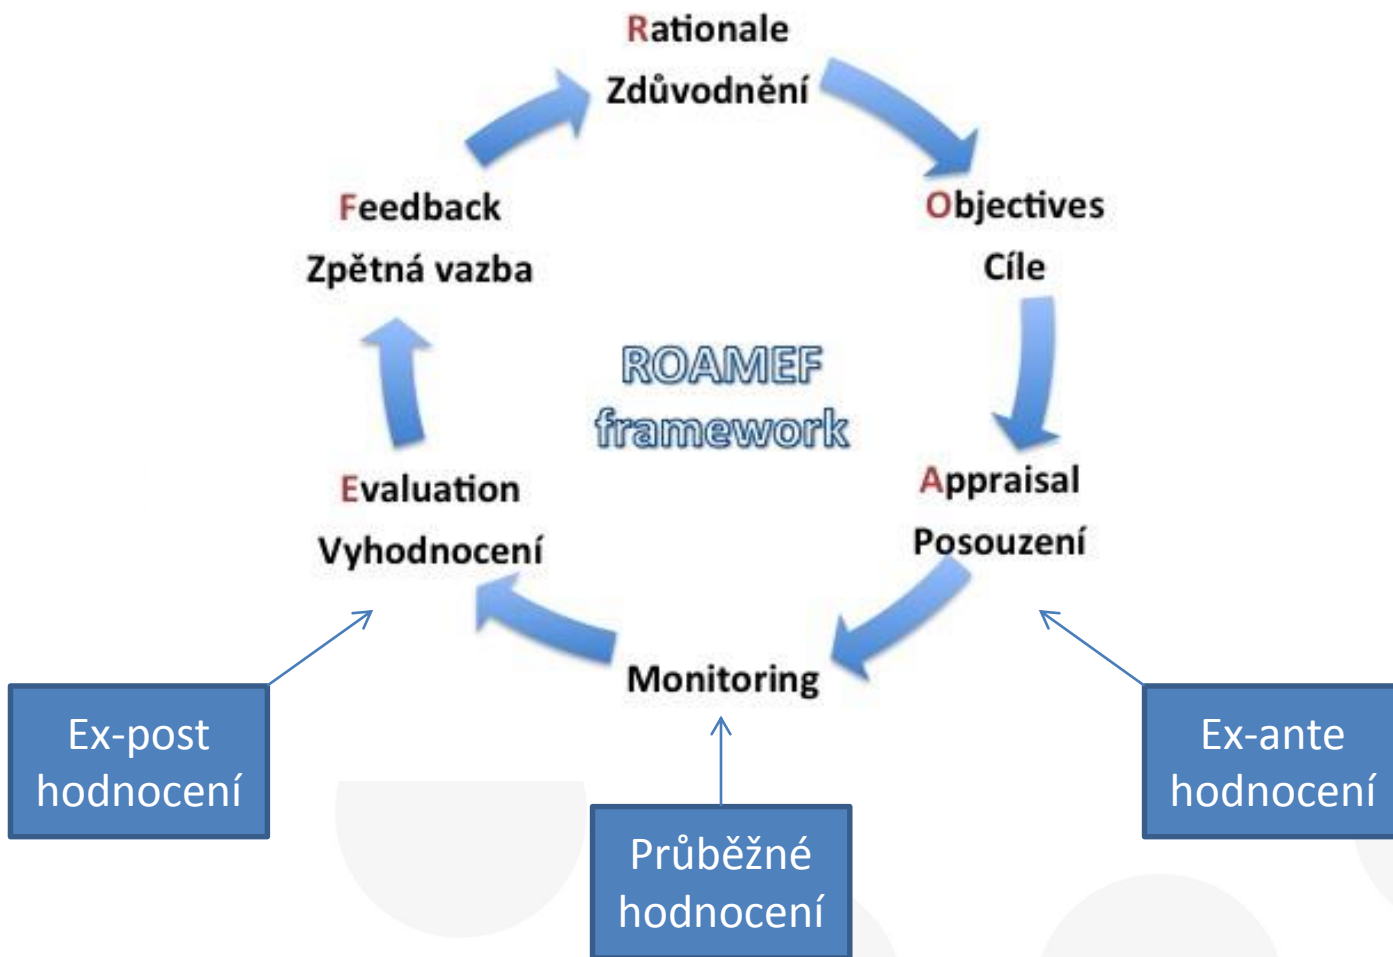 Rationale
Zdůvodnění
Feedback
Zpětná vazba
Objectives
Cíle
ROAMEF
framework
Evaluation
Vyhodnocení
Appraisal
Posouzení
Monitoring
Ex-post
hodnocení
Průběžné
hodnocení
Ex-ante
hodnocení